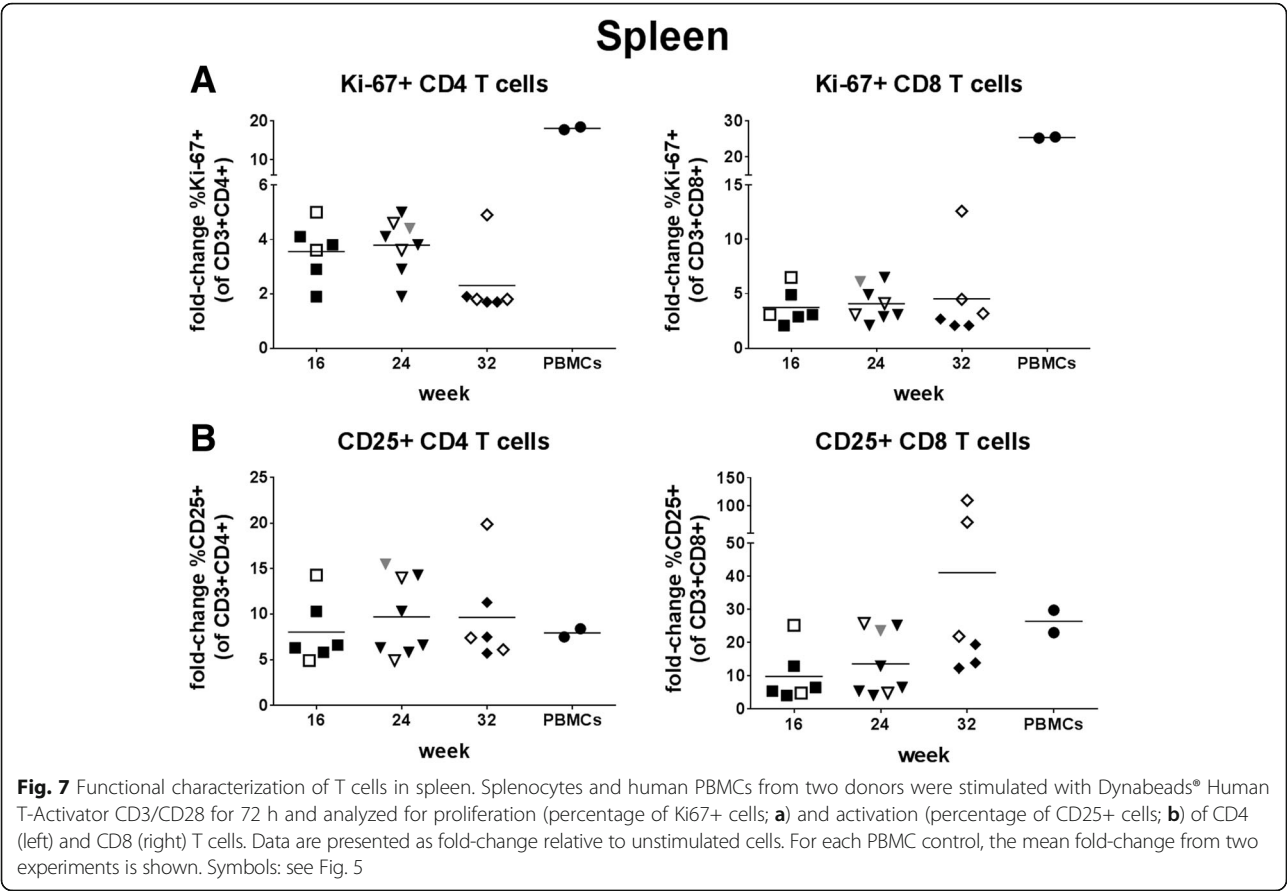 Spleen
A
Ki-67+ CD4 T cells
fold-change %Ki-67+
(of CD3+CD4+)
20
10
6
4
2
0
16
24
32
PBMCs
week
Ki-67+ CD8 T cells
fold-change %Ki-67+
(of CD3+CD8+)
30
20
15
10
5
0
16
24
32
PBMCs
week
B
CD25+ CD4 T cells
fold-change %CD25+
(of CD3+CD4+)
25
20
15
10
5
0
16
24
32
PBMCs
week
CD25+ CD8 T cells
fold-change %CD25+
(of CD3+CD8+)
150
100
50
40
30
20
10
0
16
24
32
PBMCs
week
Fig. 7 Functional characterization of T cells in spleen. Splenocytes and human PBMCs from two donors were stimulated with Dynabeads® Human
T-Activator CD3/CD28 for 72 h and analyzed for proliferation (percentage of Ki67+ cells; a) and activation (percentage of CD25+ cells; b) of CD4
(left) and CD8 (right) T cells. Data are presented as fold-change relative to unstimulated cells. For each PBMC control, the mean fold-change from two
experiments is shown. Symbols: see Fig. 5